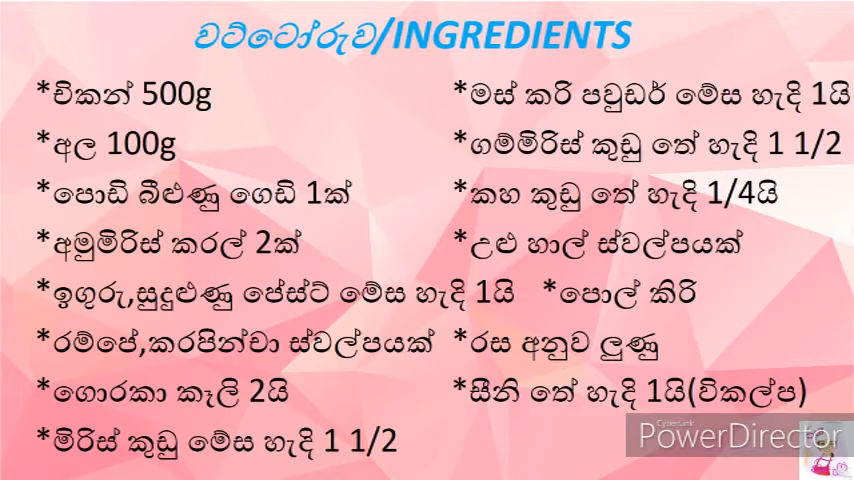 වට්ටෝරුව/INGREDIENTS
*චිකන් 500g
*අල 100g
*පොඩි බීළුණු ගෙඩි 1ක්
*අමුමිරිස් කරල් 2ක්
*ඉගුරු,සුදුළුණු පේස්ට් මේස හැදි 1යි
*රම්පේ,කරපින්චා ස්වල්පයක්
*ගොරකා කෑලි 2යි
*මිරිස් කුඩු මේස හැදි 1 1/2
*මස් කරි පවුඩර් මේස හැදි 1යි
*ගම්මිරිස් කුඩු තේ හැදි 1 1/2
*කහ කුඩු තේ හැදි 1/4යි
*උළු හාල් ස්වල්පයක්
*පොල් කිරි
*රස අනුව ලුණු
*සීනි තේ හැදි 1යි(විකල්ප)
CyberLink
PowerDirector